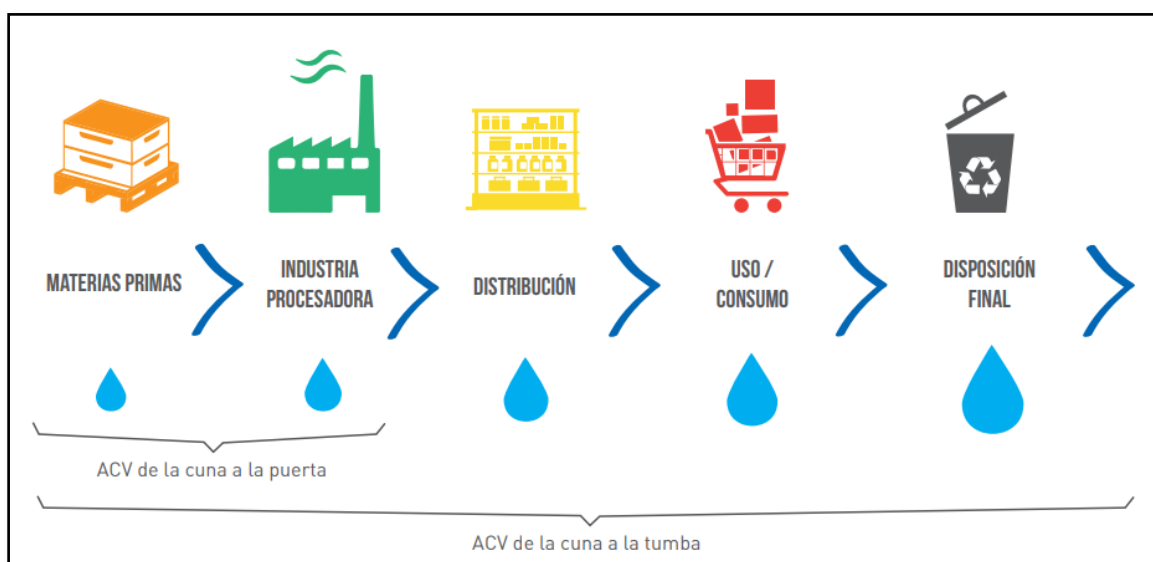 MATERIAS PRIMAS
INDUSTRIA
PROCESADORA
DISTRIBUCIÓN
USO /
CONSUMO
DISPOSICIÓN
FINAL
ACV de la cuna a la puerta
ACV de la cuna a la tumba